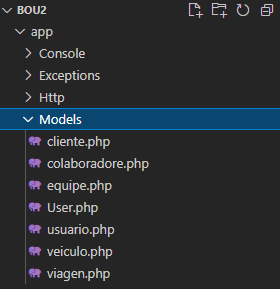 BOU2
app
Console
Exceptions
Http
Models
cliente.php
colaboradore.php
equipe.php
User.php
usuario.php
veiculo.php
viagen.php